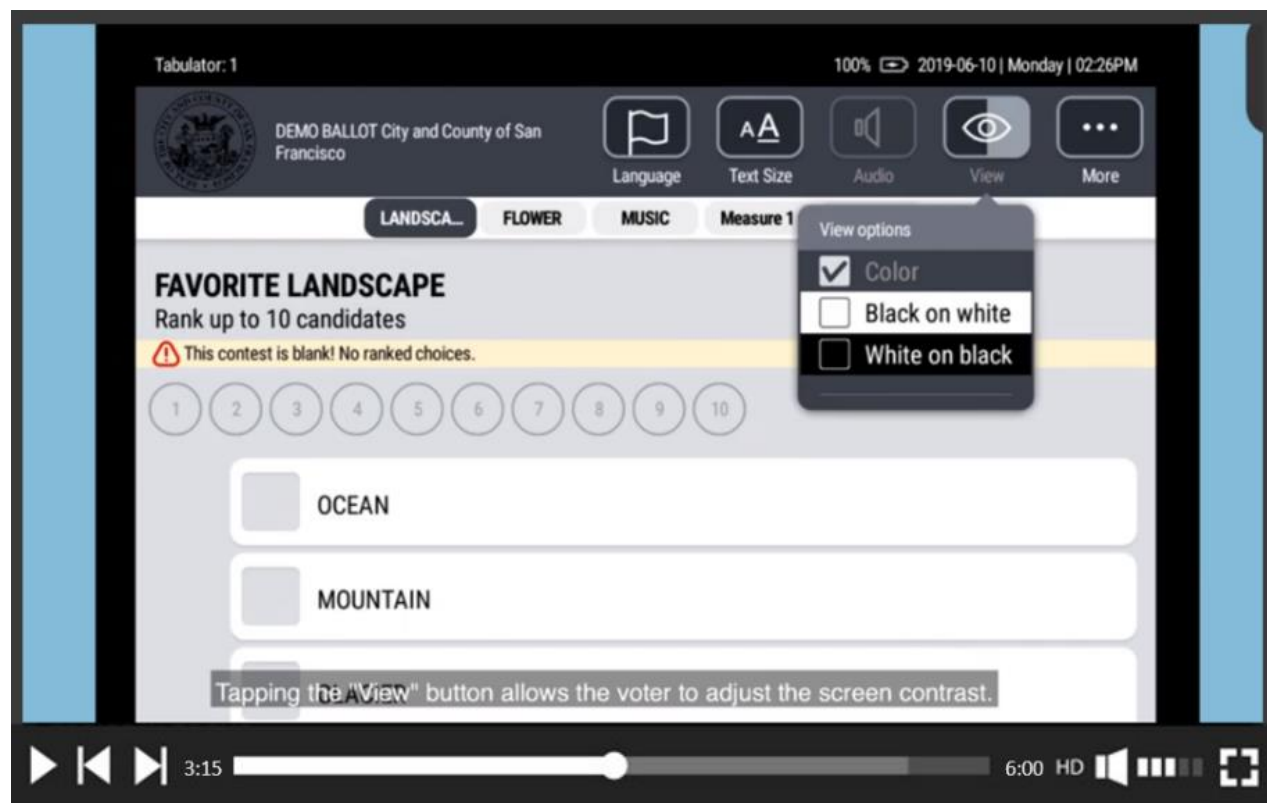 Tabulator: 1
100% 2019-06-10 | Monday | 02:26PM
DEMO BALLOT City and County of San
Francisco
Language
AA
Text Size
Audio
View
More
LANDSCA...
FLOWER
MUSIC
Measure 1
View options
Color
Black on white
White on black
FAVORITE LANDSCAPE
Rank up to 10 candidates
This contest is blank! No ranked choices.
1 2 3 4 5 6 7 8 9 10
OCEAN
MOUNTAIN
GLACIER
Tapping the "View" button allows the voter to adjust the screen contrast.
3:15
6:00 HD